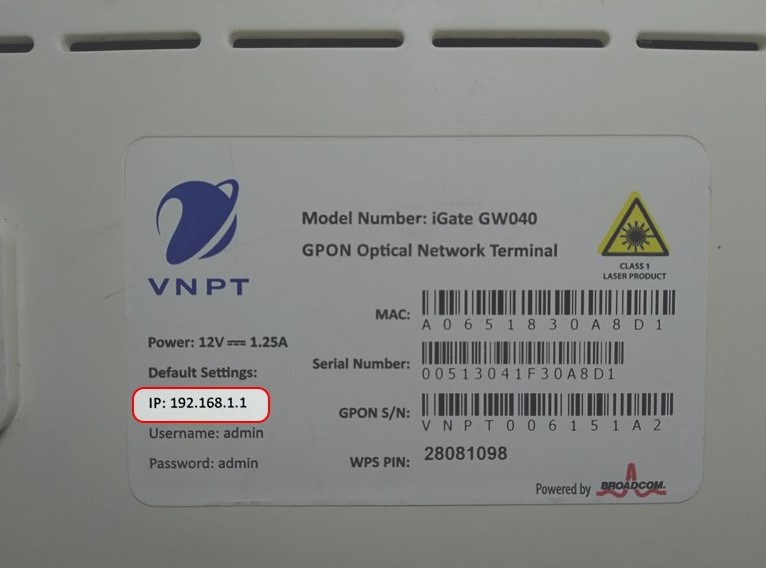 VNPT
Model Number: iGate GW040
GPON Optical Network Terminal
CLASS 1
LASER PRODUCT
MAC:
A0651830A8D1
Power: 12V 1.25A
Serial Number:
00513041F30A8D1
Default Settings:
IP: 192.168.1.1
GPON S/N:
VNPT006151A2
Username: admin
WPS PIN: 28081098
Password: admin
Powered by BROADCOM.